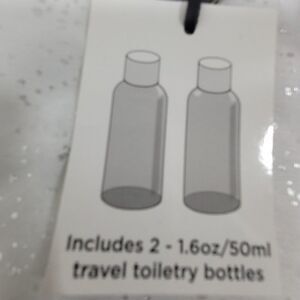 Includes 2 - 1.6oz/50ml
travel toiletry bottles